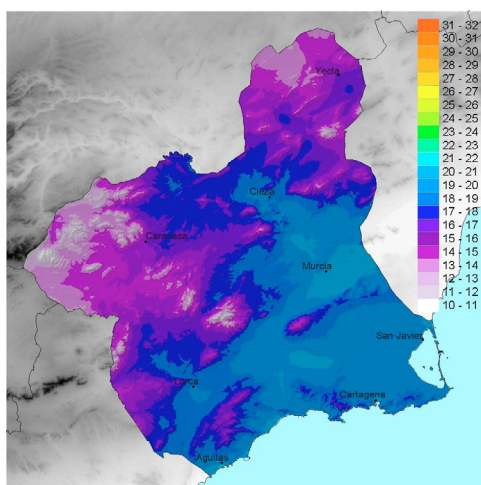 31 - 32
30 - 31
29 - 30
28 - 29
27 - 28
26 - 27
25 - 26
24 - 25
23 - 24
22 - 23
21 - 22
20 - 21
19 - 20
18 - 19
17 - 18
16 - 17
15 - 16
14 - 15
13 - 14
12 - 13
11 - 12
10 - 11
Yecla
Cieza
Caravaca
Murcia
San Javier
Lorca
Cartagena
Aguilas